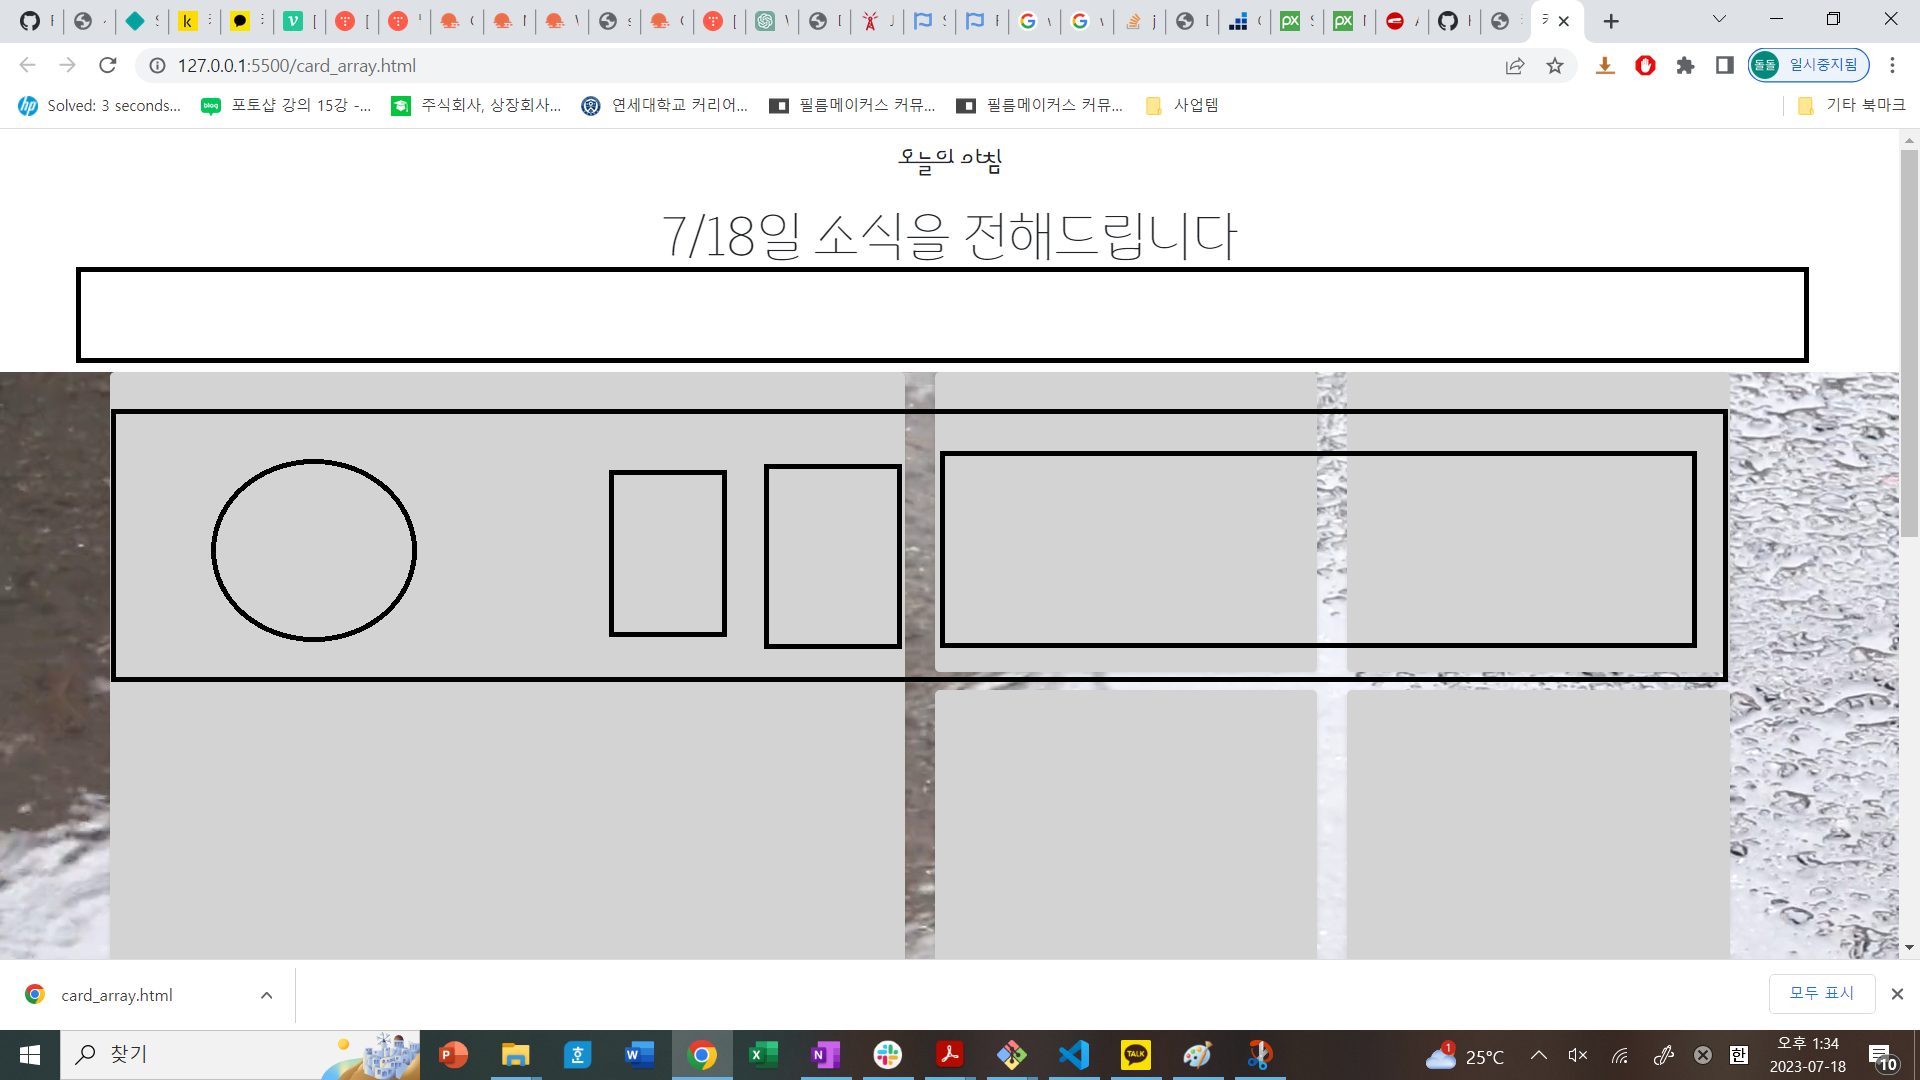 127.0.0.1:5500/card_array.html
돌돌 일시중지됨
Solved: 3 seconds...
포토샵 강의 15강 -...
주식회사, 상장회사...
연세대학교 커리어...
필름메이커스 커뮤...
필름메이커스 커뮤...
사업템
기타 북마크
오늘의 아침
7/18일 소식을 전해드립니다
card_array.html
모두 표시
찾기
TALK
1
25°C
한
오후 1:34
2023-07-18
10